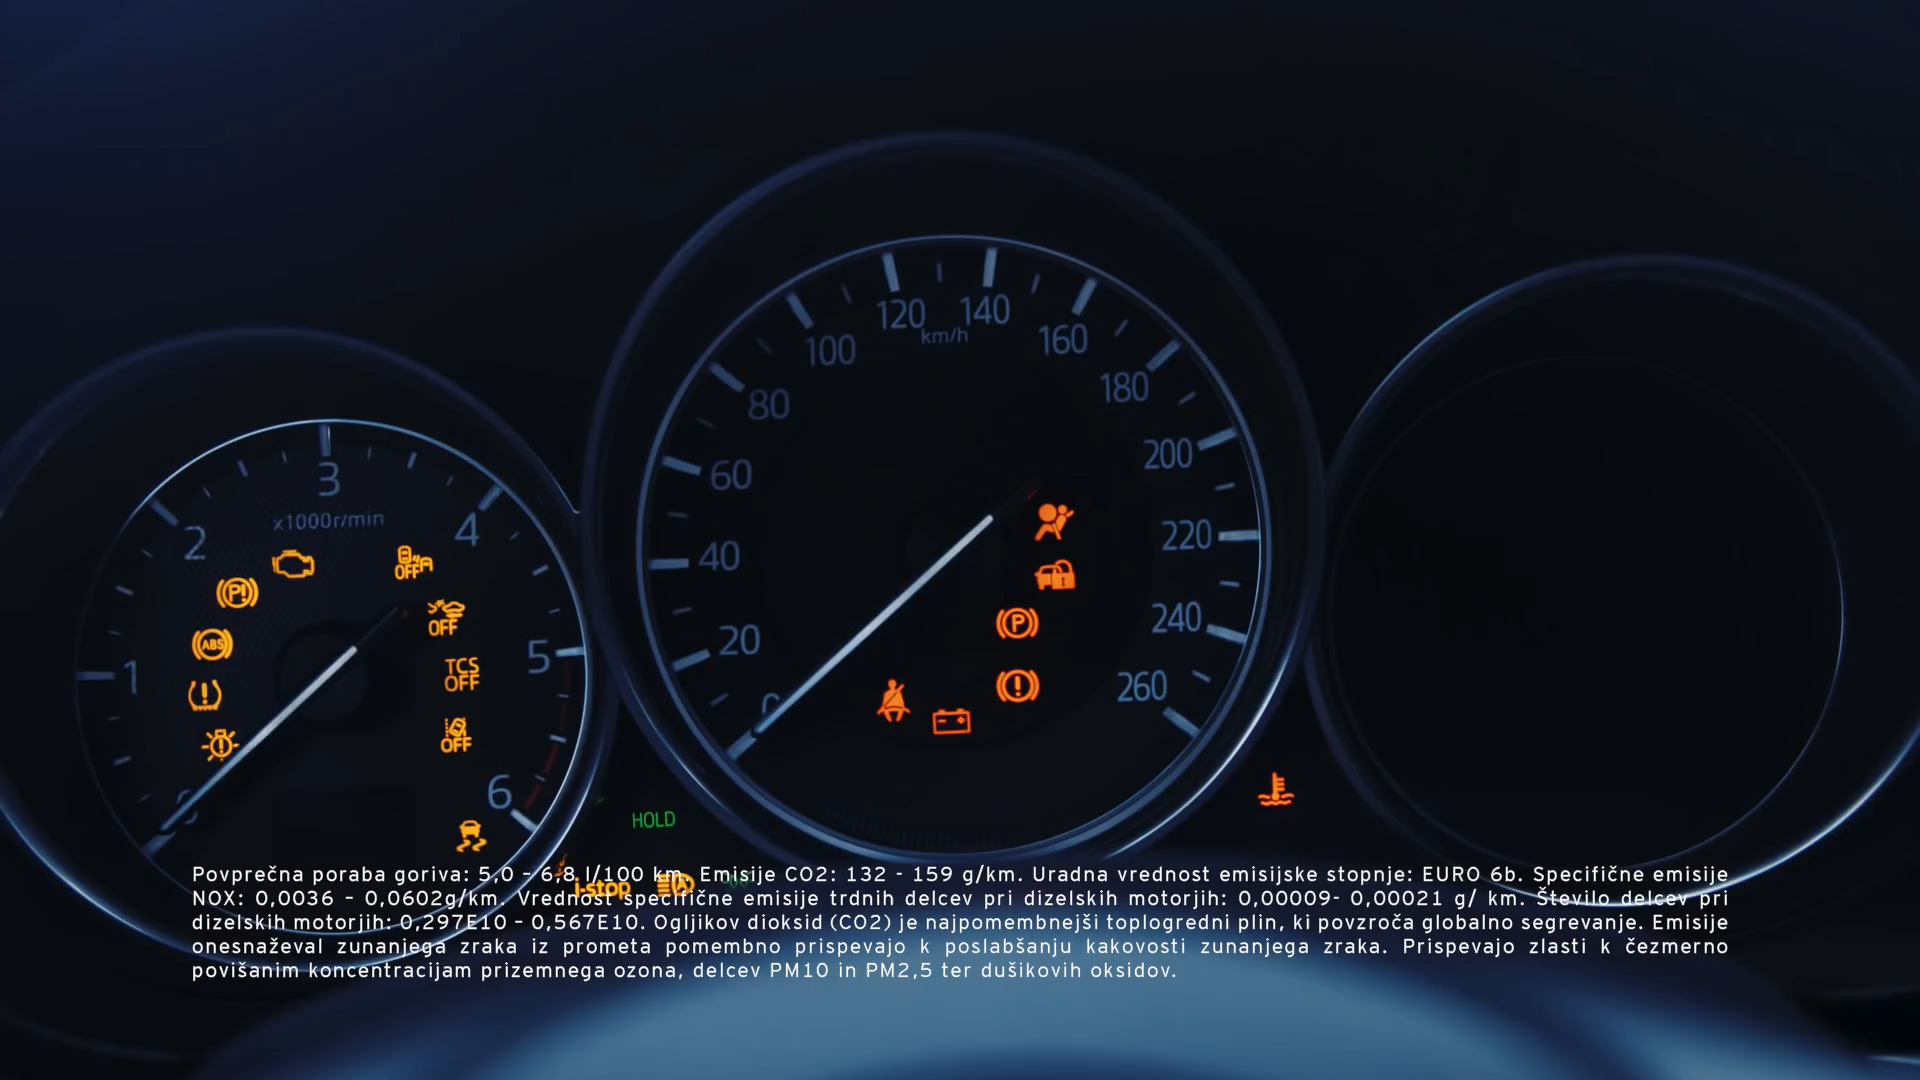 120 140
km/h
100 160
180
80
200
60
3
x1000r/min
4
2
220
40
OFF
P!
OFF
240
P
20
ABS
5
TCS
OFF
1
!
260
!
0
OFF
6
HOLD
Povprečna poraba goriva: 5,0 – 6,8 l/100 km. Emisije CO2: 132 - 159 g/km. Uradna vrednost emisijske stopnje: EURO 6b. Specifične emisije
i-stop
NOX: 0,0036 – 0,0602g/km. Vrednost specifične emisije trdnih delcev pri dizelskih motorjih: 0,00009- 0,00021 g/ km. Število delcev pri
dizelskih motorjih: 0,297E10 – 0,567E10. Ogljikov dioksid (CO2) je najpomembnejši toplogredni plin, ki povzroča globalno segrevanje. Emisije
onesnaževal zunanjega zraka iz prometa pomembno prispevajo k poslabšanju kakovosti zunanjega zraka. Prispevajo zlasti k čezmerno
povišanim koncentracijam prizemnega ozona, delcev PM10 in PM2,5 ter dušikovih oksidov.